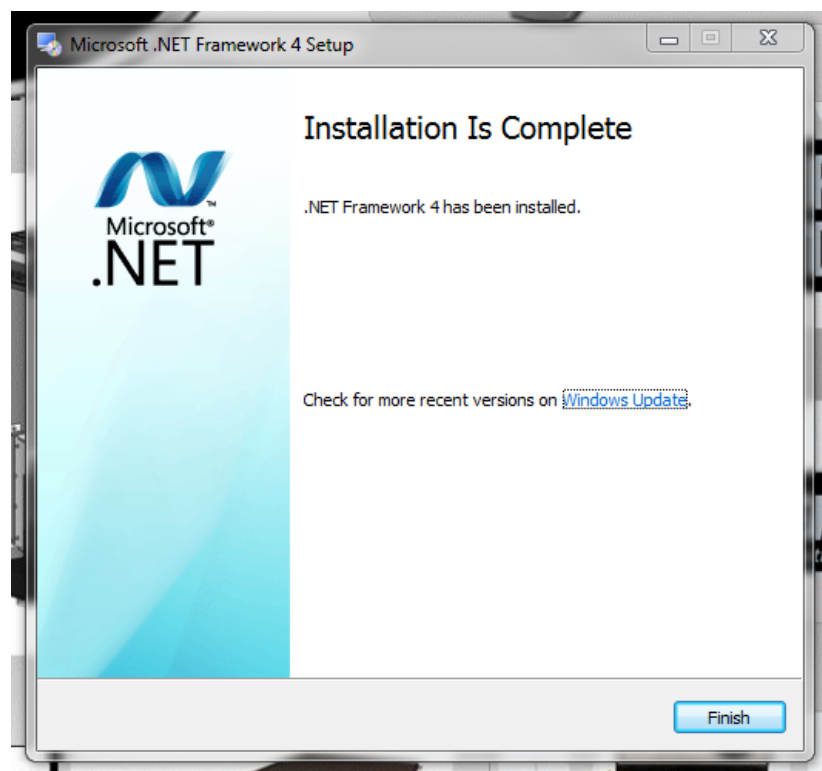 Microsoft .NET Framework 4 Setup
Installation Is Complete
Microsoft®
.NET
™
.NET Framework 4 has been installed.
Check for more recent versions on Windows Update.
Finish